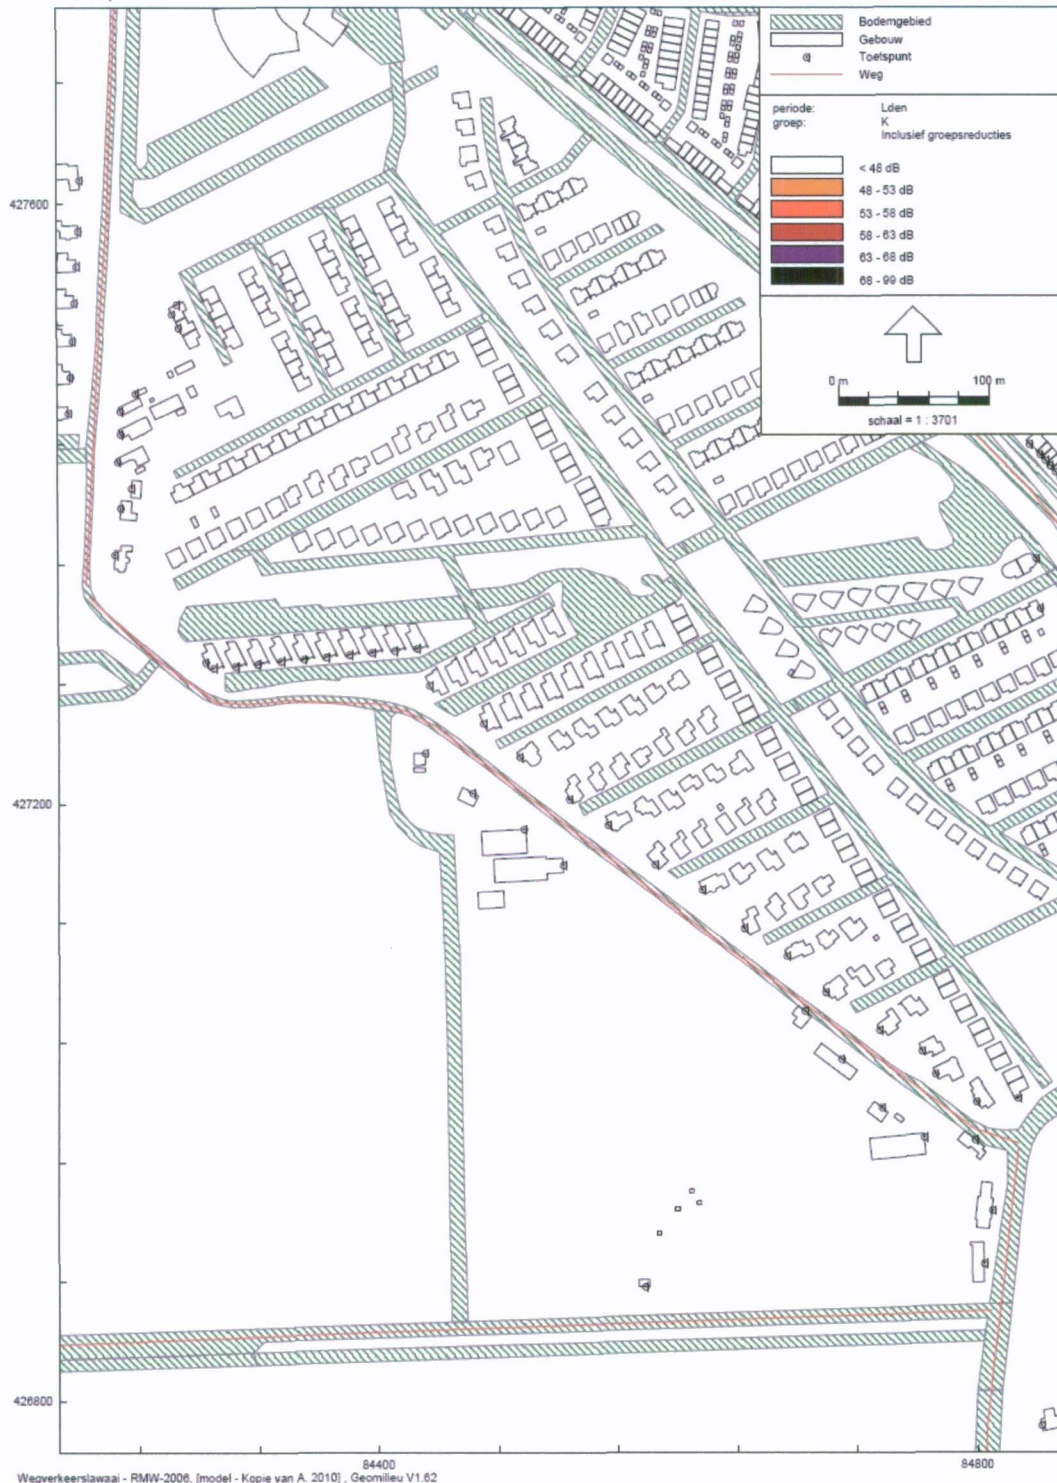 Bodemgebied
Gebouw
Toetspunt
Weg
periode: Lden
groep: K
Inclusief groepsreducties
< 48 dB
48 - 53 dB
53 - 58 dB
58 - 63 dB
63 - 68 dB
68 - 99 dB
0 m 100 m
schaal = 1 : 3701
427600
427200
426800
84400 84800
Wegverkeerslawaai - RMW-2006, [model - Kopie van A. 2010] , Geomilieu V1.62